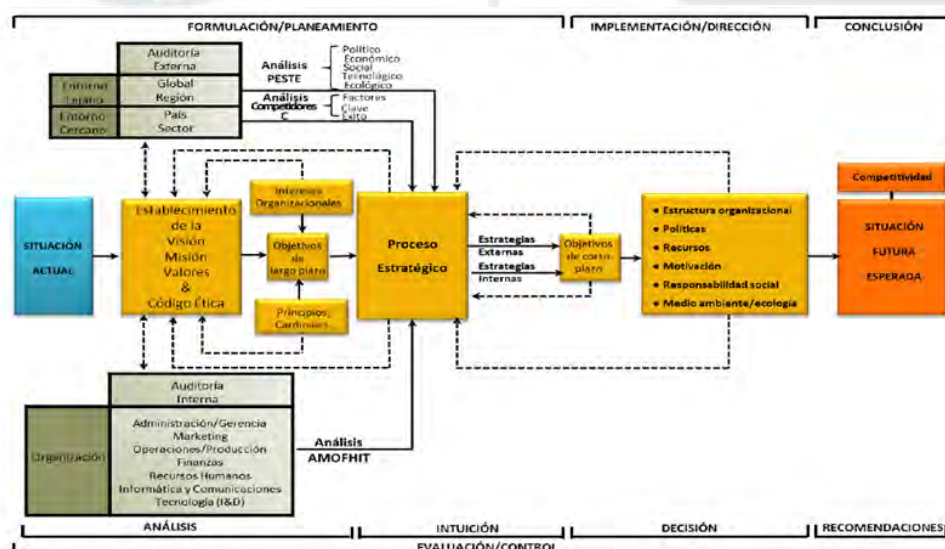 FORMULACIÓN/PLANEAMIENTO
IMPLEMENTACIÓN/DIRECCIÓN
CONCLUSIÓN
Auditoría
Externa
Entorno
Lejano
Global
Región
Entorno
Cercano
País
Sector
Análisis
PESTE
Político
Económico
Social
Tecnológico
Ecológico
Análisis
Competidores
C
Factores
Clave
Éxito
SITUACIÓN
ACTUAL
Establecimiento
de la
Visión
Misión
Valores
&
Código Ética
Intereses
Organizacionales
Objetivos
de
largo plazo
Principios
Cardinales
Proceso
Estratégico
Estrategias
Externas
Estrategias
Internas
Objetivos
de corto
plazo
• Estructura organizacional
• Políticas
• Recursos
• Motivación
• Responsabilidad social
• Medio ambiente/ecología
Competitividad
SITUACIÓN
FUTURA
ESPERADA
Auditoría
Interna
Organización
Administración/Gerencia
Marketing
Operaciones/Producción
Finanzas
Recursos Humanos
Informática y Comunicaciones
Tecnología (I&D)
Análisis
AMOFHIT
ANÁLISIS
INTUICIÓN
DECISIÓN
RECOMENDACIONES
EVALUACIÓN/CONTROL